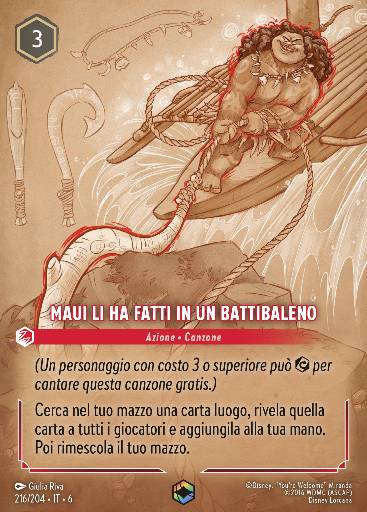 3
MAUI LI HA FATTI IN UN BATTIBALENO
Azione • Canzone
(Un personaggio con costo 3 o superiore può per
cantare questa canzone gratis.)
Cerca nel tuo mazzo una carta luogo, rivela quella
carta a tutti i giocatori e aggiungila alla tua mano.
Poi rimescola il tuo mazzo.
Giulia Riva
216/204 • IT • 6
©Disney, "You're Welcome" Miranda
©2016 WDMC (ASCAP)
Disney Lorcana